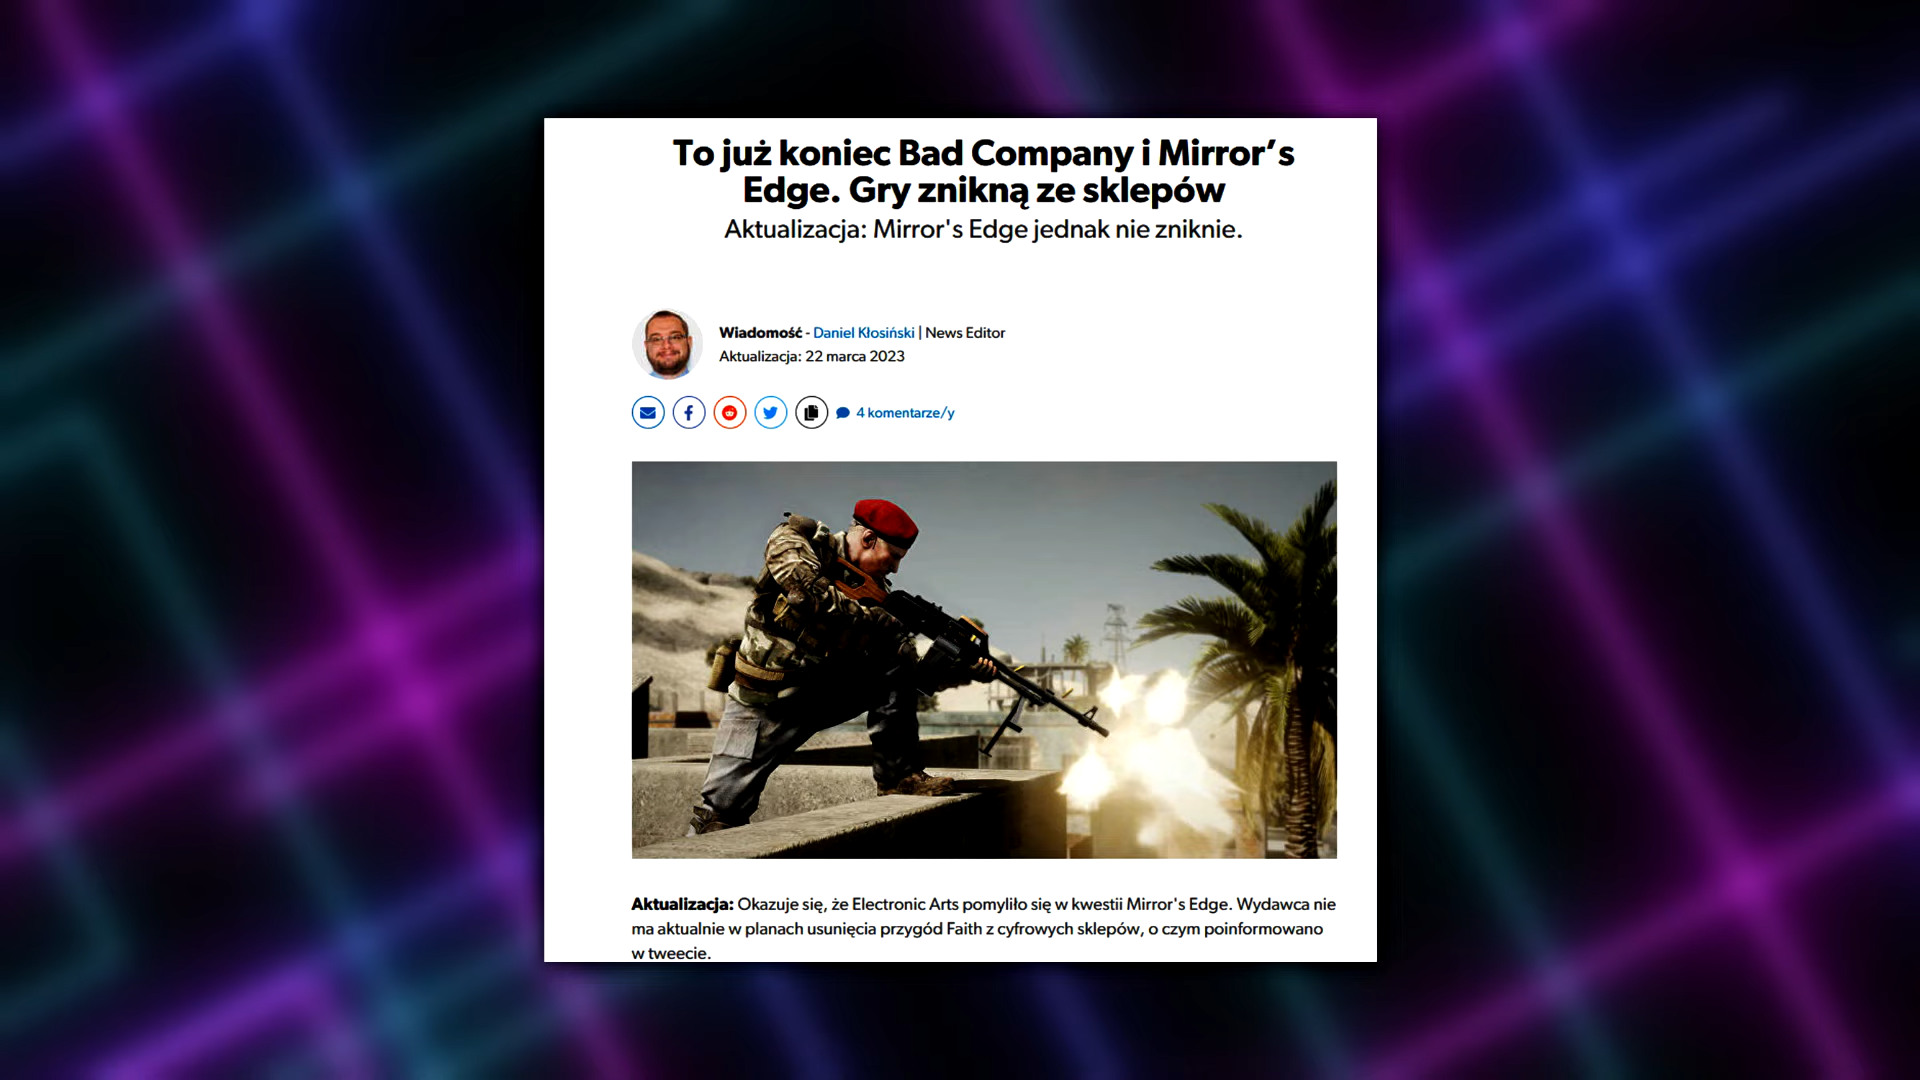 To już koniec Bad Company i Mirror’s
Edge. Gry znikną ze sklepów
Aktualizacja: Mirror's Edge jednak nie zniknie.
Wiadomość - Daniel Kłosiński | News Editor
Aktualizacja: 22 marca 2023
4 komentarze/y
Aktualizacja: Okazuje się, że Electronic Arts pomyliło się w kwestii Mirror's Edge. Wydawca nie
ma aktualnie w planach usunięcia przygód Faith z cyfrowych sklepów, o czym poinformowano
w tweecie.